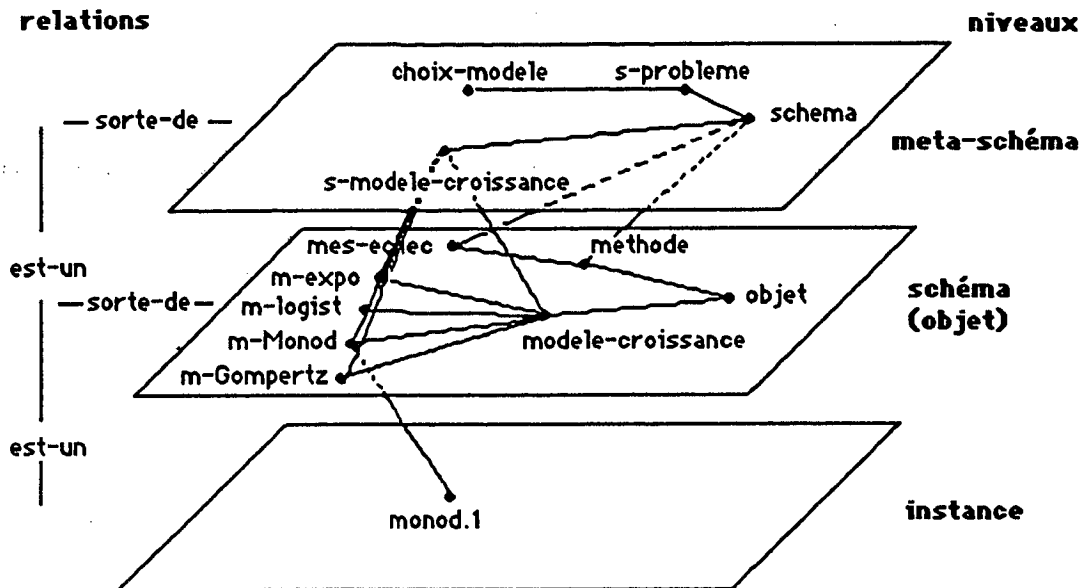 relations
niveaux
choix-modele
s-probleme
schema
sorte-de
meta-schéma
s-modele-croissance
mes-eqlec
methode
est-un
m-expo
objet
schéma
(objet)
sorte-de
m-logist
m-Monod
modele-croissance
m-Gompertz
est-un
instance
monod.1